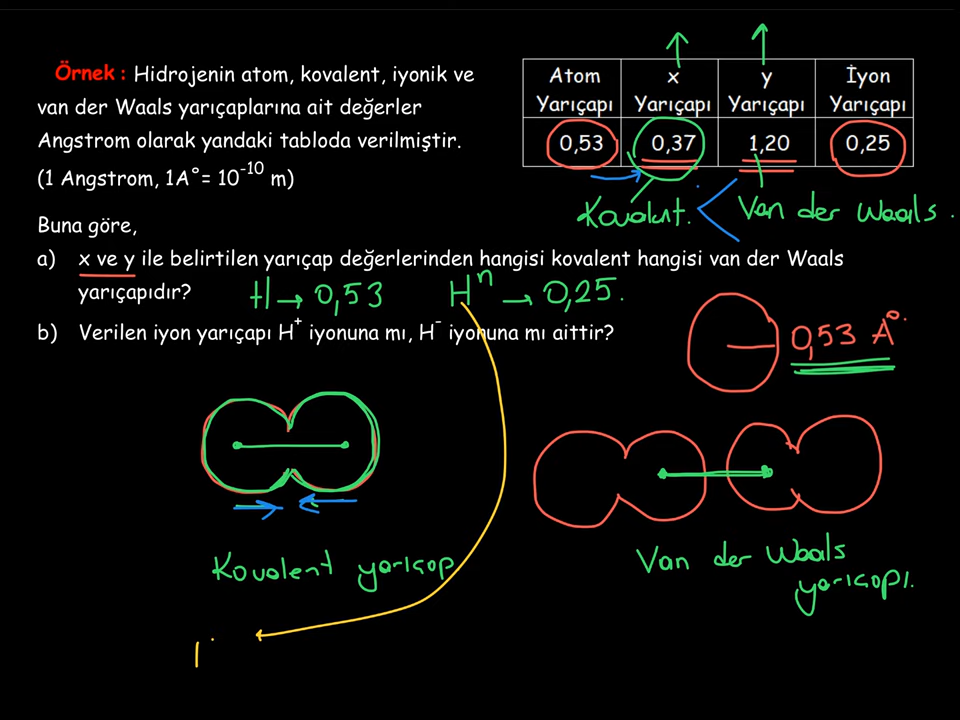 Örnek : Hidrojenin atom, kovalent, iyonik ve
van der Waals yarıçaplarına ait değerler
Angstrom olarak yandaki tabloda verilmiştir.
(1 Angstrom, 1A°= 10⁻¹⁰ m)
Atom Yarıçapı x Yarıçapı y Yarıçapı İyon Yarıçapı
0,53 0,37 1,20 0,25
Kovalent. Van der Waals.
Buna göre,
a) x ve y ile belirtilen yarıçap değerlerinden hangisi kovalent hangisi van der Waals
yarıçapıdır?
H → 0,53 Hⁿ → 0,25.
b) Verilen iyon yarıçapı H⁺ iyonuna mı, H⁻ iyonuna mı aittir?
0,53 A°
Kovalent yarıçap
Van der Waals
yarıçapı.